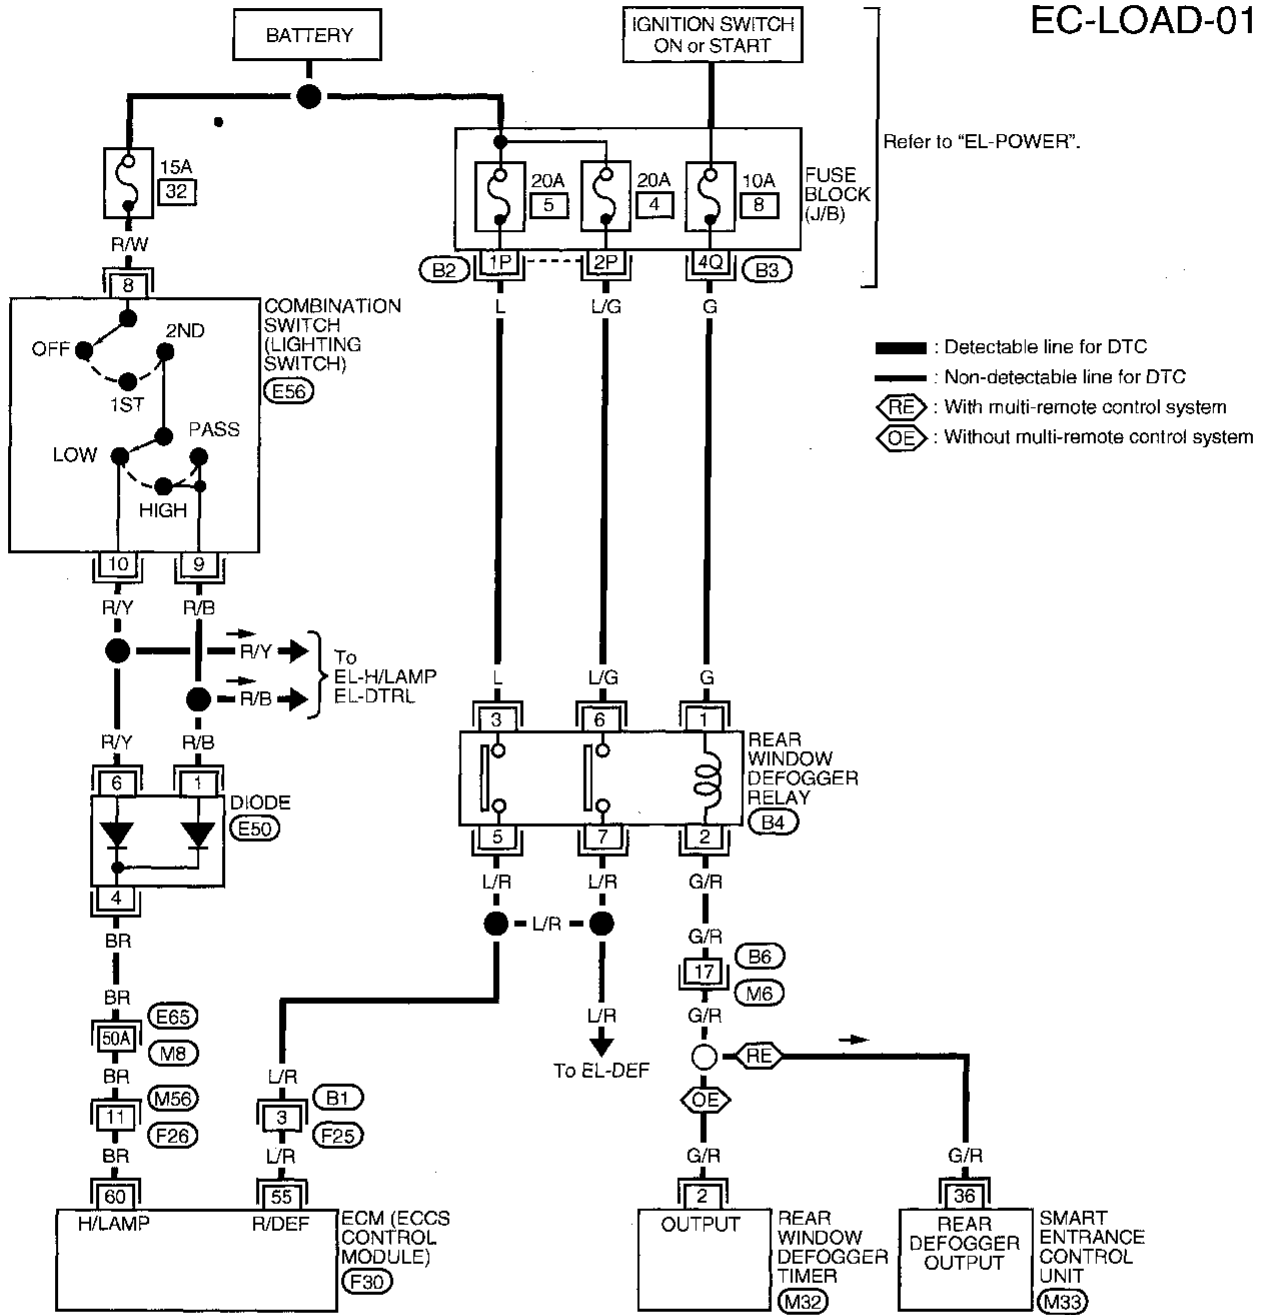 EC-LOAD-01
BATTERY
IGNITION SWITCH
ON or START
Refer to "EL-POWER".
15A
32
20A
5
20A
4
10A
8
FUSE
BLOCK
(J/B)
R/W
8
B2
1P
2P
4Q
B3
L
L/G
G
COMBINATION
SWITCH
(LIGHTING
SWITCH)
E56
OFF
2ND
1ST
PASS
LOW
HIGH
: Detectable line for DTC
: Non-detectable line for DTC
RE : With multi-remote control system
OE : Without multi-remote control system
10
9
R/Y
R/B
R/Y
R/B
To
EL-H/LAMP
EL-DTRL
R/Y
R/B
L
L/G
G
6
1
3
6
1
DIODE
E50
REAR
WINDOW
DEFOGGER
RELAY
B4
4
5
7
2
BR
L/R
L/R
G/R
L/R
G/R
BR
E65
50A
M8
17
B6
M6
G/R
L/R
To EL-DEF
RE
OE
BR
M56
11
F26
L/R
B1
3
F25
BR
L/R
G/R
G/R
60
55
2
36
H/LAMP
R/DEF
ECM (ECCS
CONTROL
MODULE)
F30
OUTPUT
REAR
WINDOW
DEFOGGER
TIMER
M32
REAR
DEFOGGER
OUTPUT
SMART
ENTRANCE
CONTROL
UNIT
M33